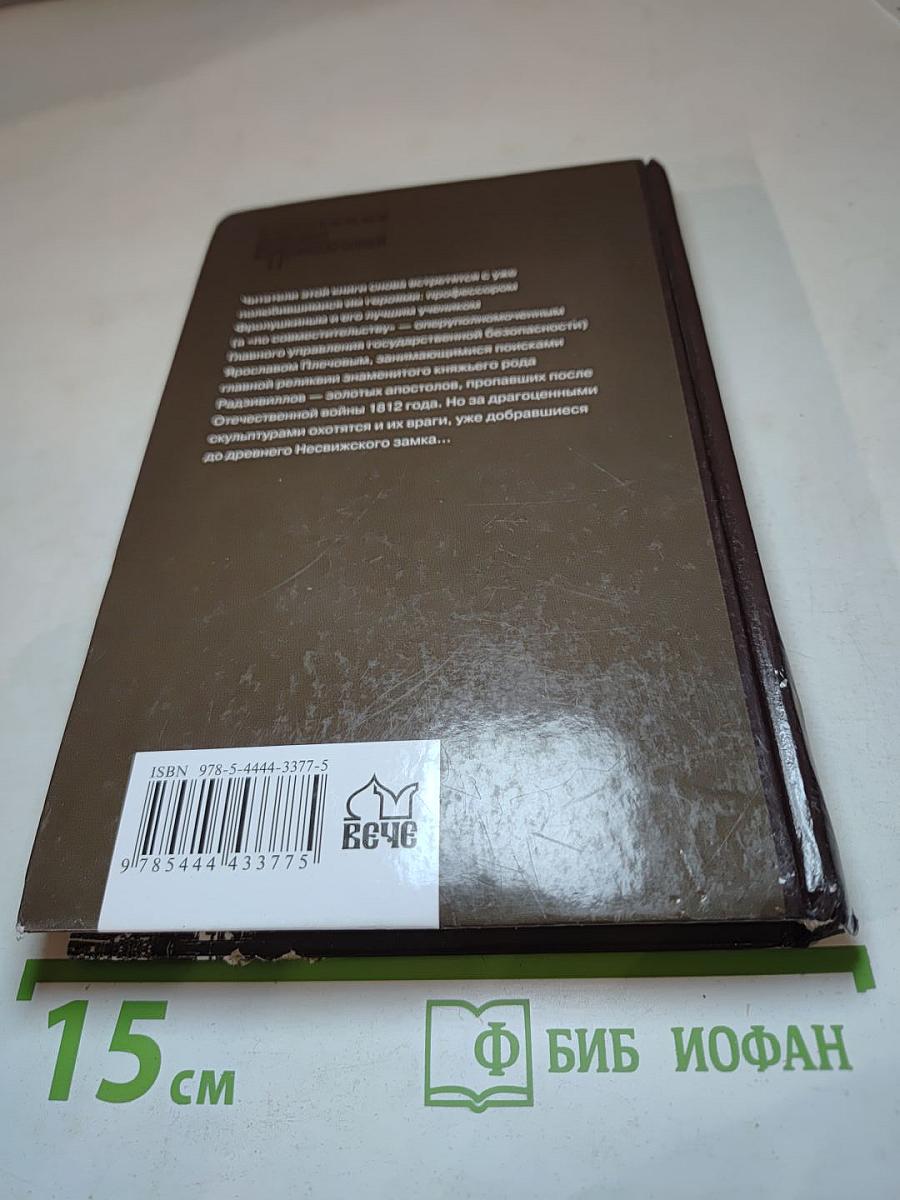 Читатели этой книги снова встретятся с уже
полюбившимися им героями: профессором
и его лучшим учеником
(а «по совместительству» — оперуполномоченным
Главного управления государственной безопасности)
Ярославом Плечовым, занимающимися поисками
главной реликвии знаменитого княжьего рода
Радзивиллов — золотых апостолов, пропавших после
Отечественной войны 1812 года. Но за драгоценными
скульптурами охотятся и их враги, уже добравшиеся
до древнего Несвижского замка...
ISBN 978-5-4444-3377-5
9 785444 433775
ВЕЧЕ
15 см
Ф БИБ ИОФАН